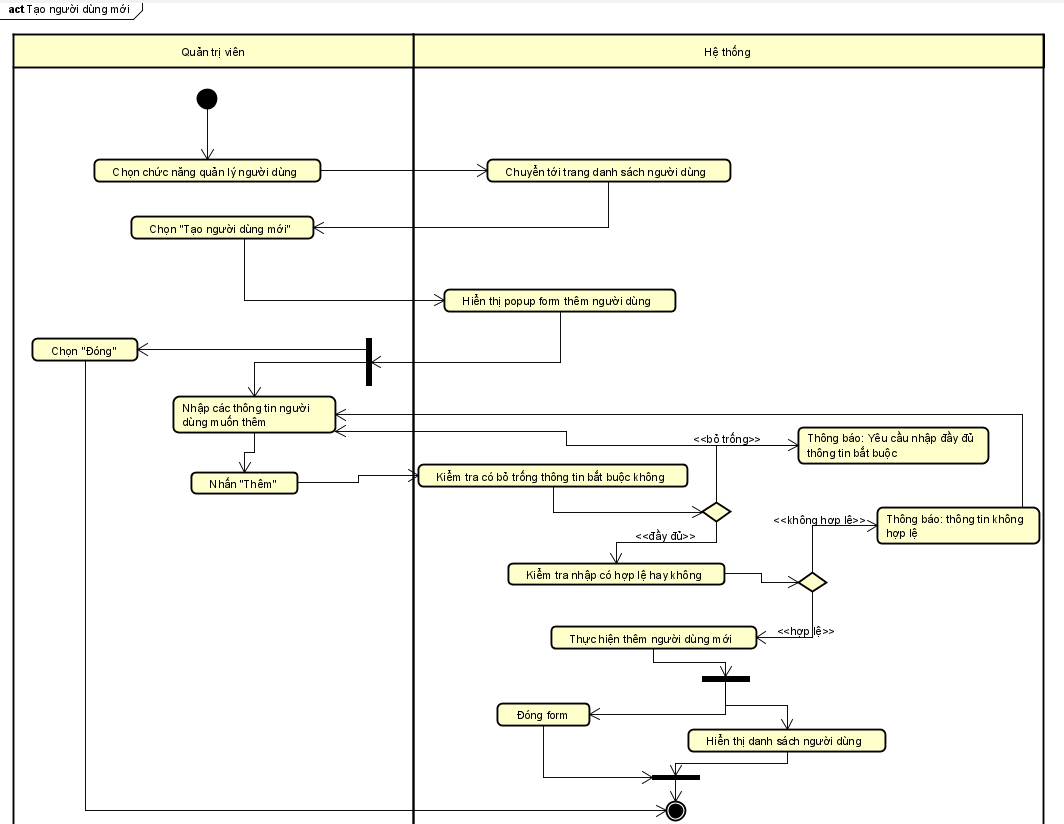 act Tạo người dùng mới
Quản trị viên
Hệ thống
Chọn chức năng quản lý người dùng
Chuyển tới trang danh sách người dùng
Chọn "Tạo người dùng mới"
Hiển thị popup form thêm người dùng
Chọn "Đóng"
Nhập các thông tin người
dùng muốn thêm
<<bỏ trống>>
Thông báo: Yêu cầu nhập đầy đủ
thông tin bắt buộc
Nhấn "Thêm"
Kiểm tra có bỏ trống thông tin bắt buộc không
<<không hợp lê>>
Thông báo: thông tin không
hợp lệ
<<đầy đủ>>
Kiểm tra nhập có hợp lệ hay không
<<hợp lệ>>
Thực hiện thêm người dùng mới
Đóng form
Hiển thị danh sách người dùng